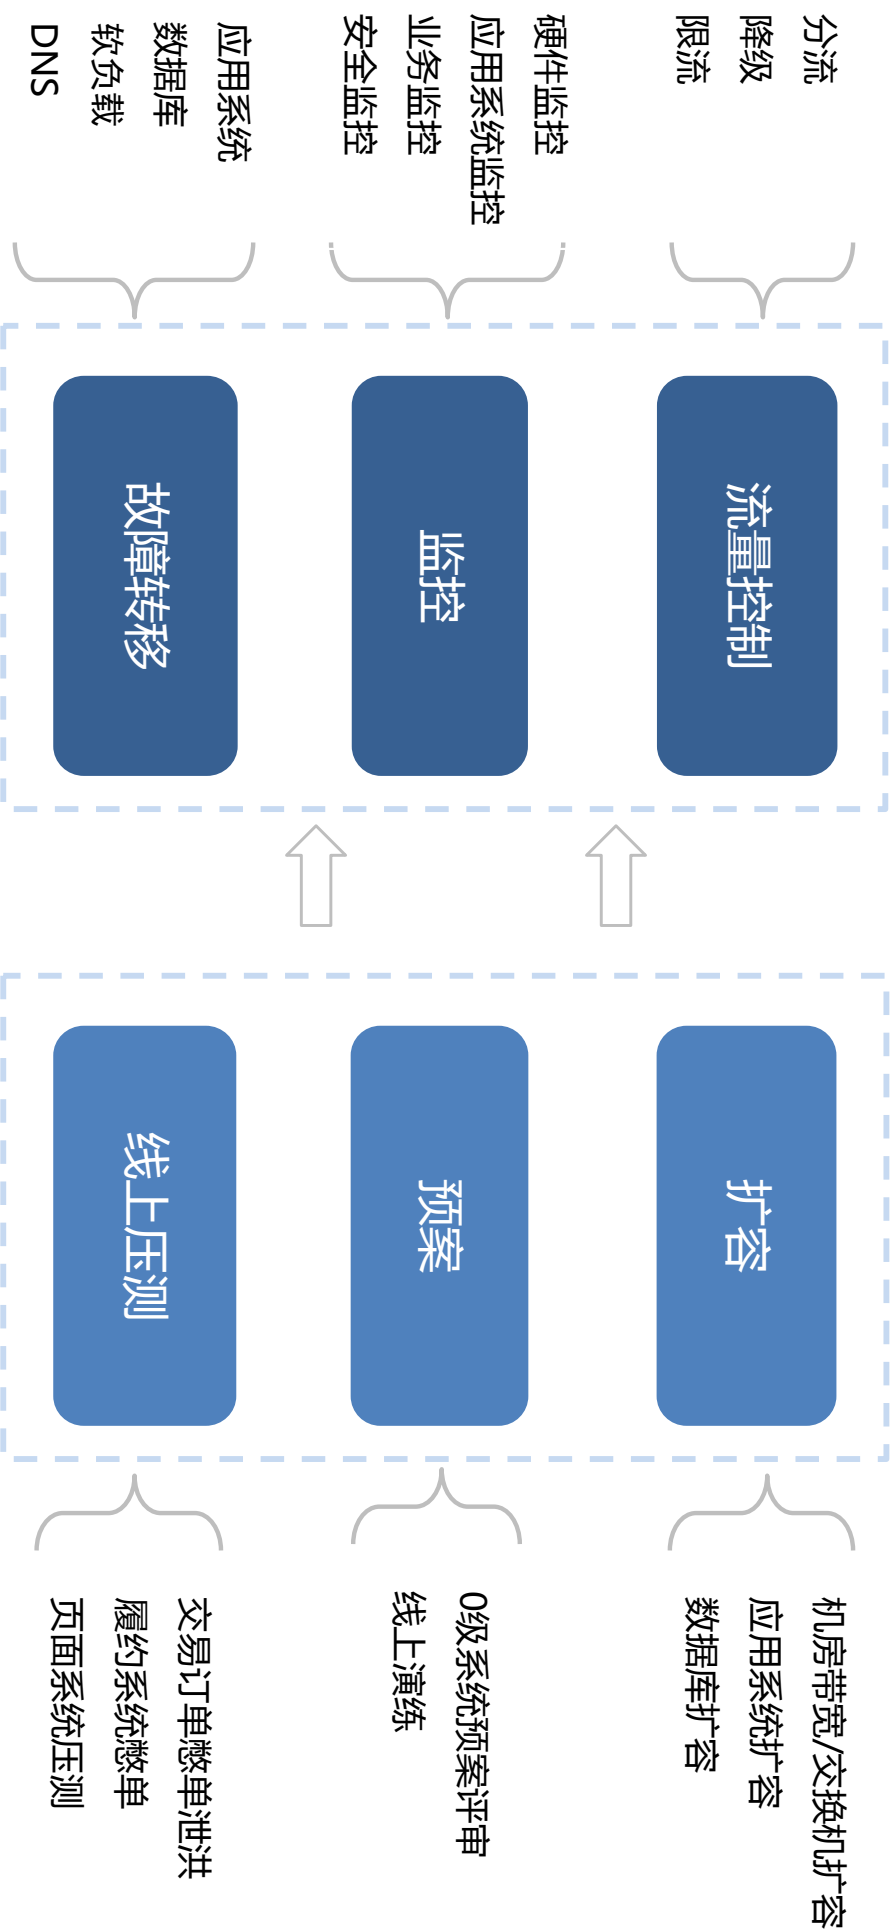 分流
降级
限流
流量控制
扩容
机房带宽/交换机扩容
应用系统扩容
数据库扩容
硬件监控
应用系统监控
业务监控
安全监控
监控
预案
0级系统预案评审
线上演练
应用系统
数据库
软负载
DNS
故障转移
线上压测
交易订单憋单泄洪
履约系统憋单
页面系统压测